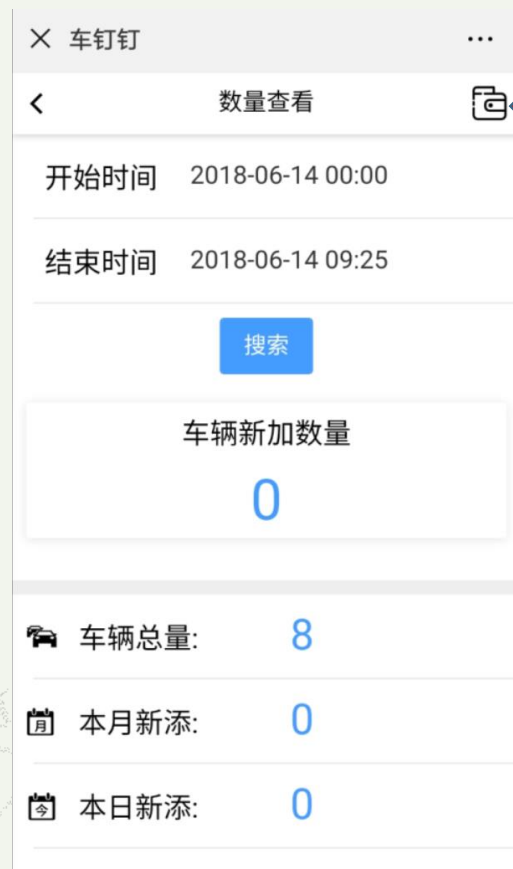 车钉钉
数量查看
开始时间 2018-06-14 00:00
结束时间 2018-06-14 09:25
搜索
车辆新加数量
0
车辆总量: 8
月 本月新添: 0
今 本日新添: 0